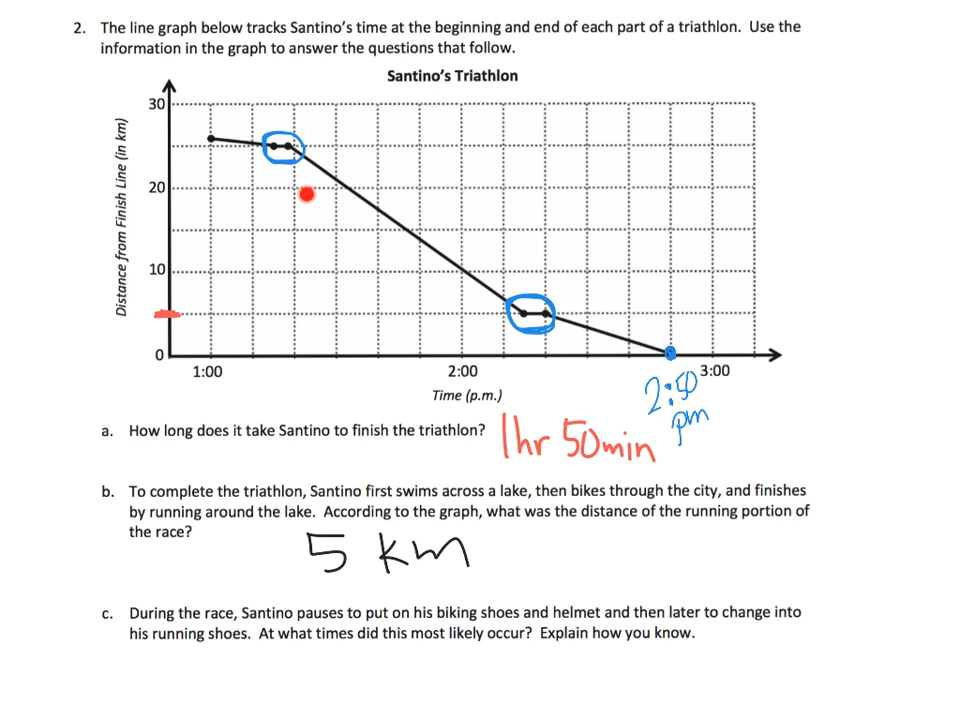 2. The line graph below tracks Santino's time at the beginning and end of each part of a triathlon. Use the
information in the graph to answer the questions that follow.
Santino's Triathlon
Distance from Finish Line (in km)
30
20
10
0
1:00
2:00
3:00
Time (p.m.)
2:50
pm
a. How long does it take Santino to finish the triathlon?
1hr 50min
b. To complete the triathlon, Santino first swims across a lake, then bikes through the city, and finishes
by running around the lake. According to the graph, what was the distance of the running portion of
the race?
5 km
c. During the race, Santino pauses to put on his biking shoes and helmet and then later to change into
his running shoes. At what times did this most likely occur? Explain how you know.